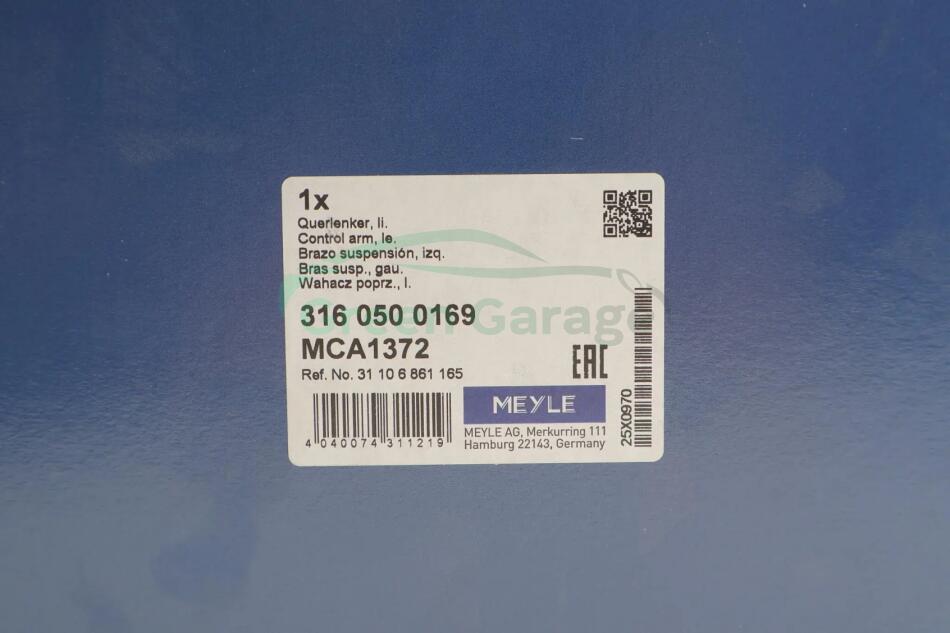 1x
Querlenker, li.
Control arm, le.
Brazo suspensión, izq.
Bras susp., gau.
Wahacz poprz., l.
Green Garage
316 050 0169
MCA1372
Ref. No. 31 10 6 861 165
EAC
MEYLE
MEYLE AG, Merkurring 111
Hamburg 22143, Germany
4 040074 311219
25X0970